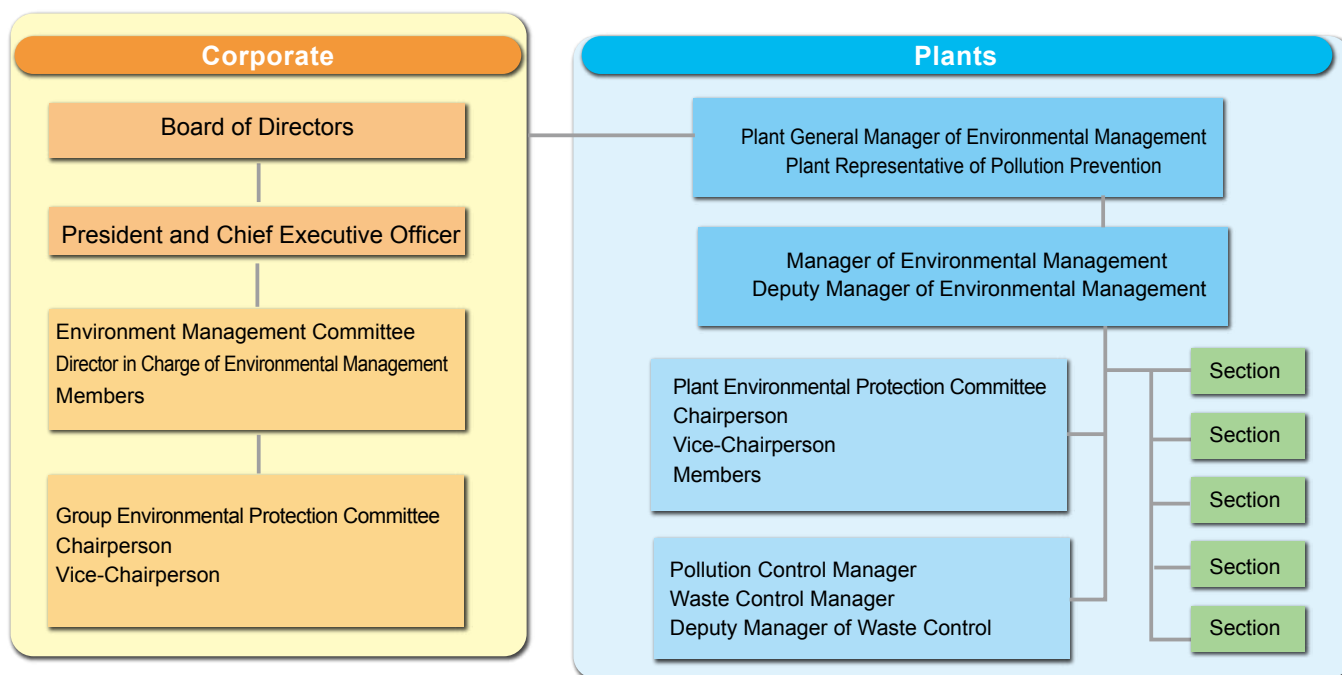 Corporate
Board of Directors
President and Chief Executive Officer
Environment Management Committee
Director in Charge of Environmental Management
Members
Group Environmental Protection Committee
Chairperson
Vice-Chairperson
Plants
Plant General Manager of Environmental Management
Plant Representative of Pollution Prevention
Manager of Environmental Management
Deputy Manager of Environmental Management
Plant Environmental Protection Committee
Chairperson
Vice-Chairperson
Members
Pollution Control Manager
Waste Control Manager
Deputy Manager of Waste Control
Section
Section
Section
Section
Section